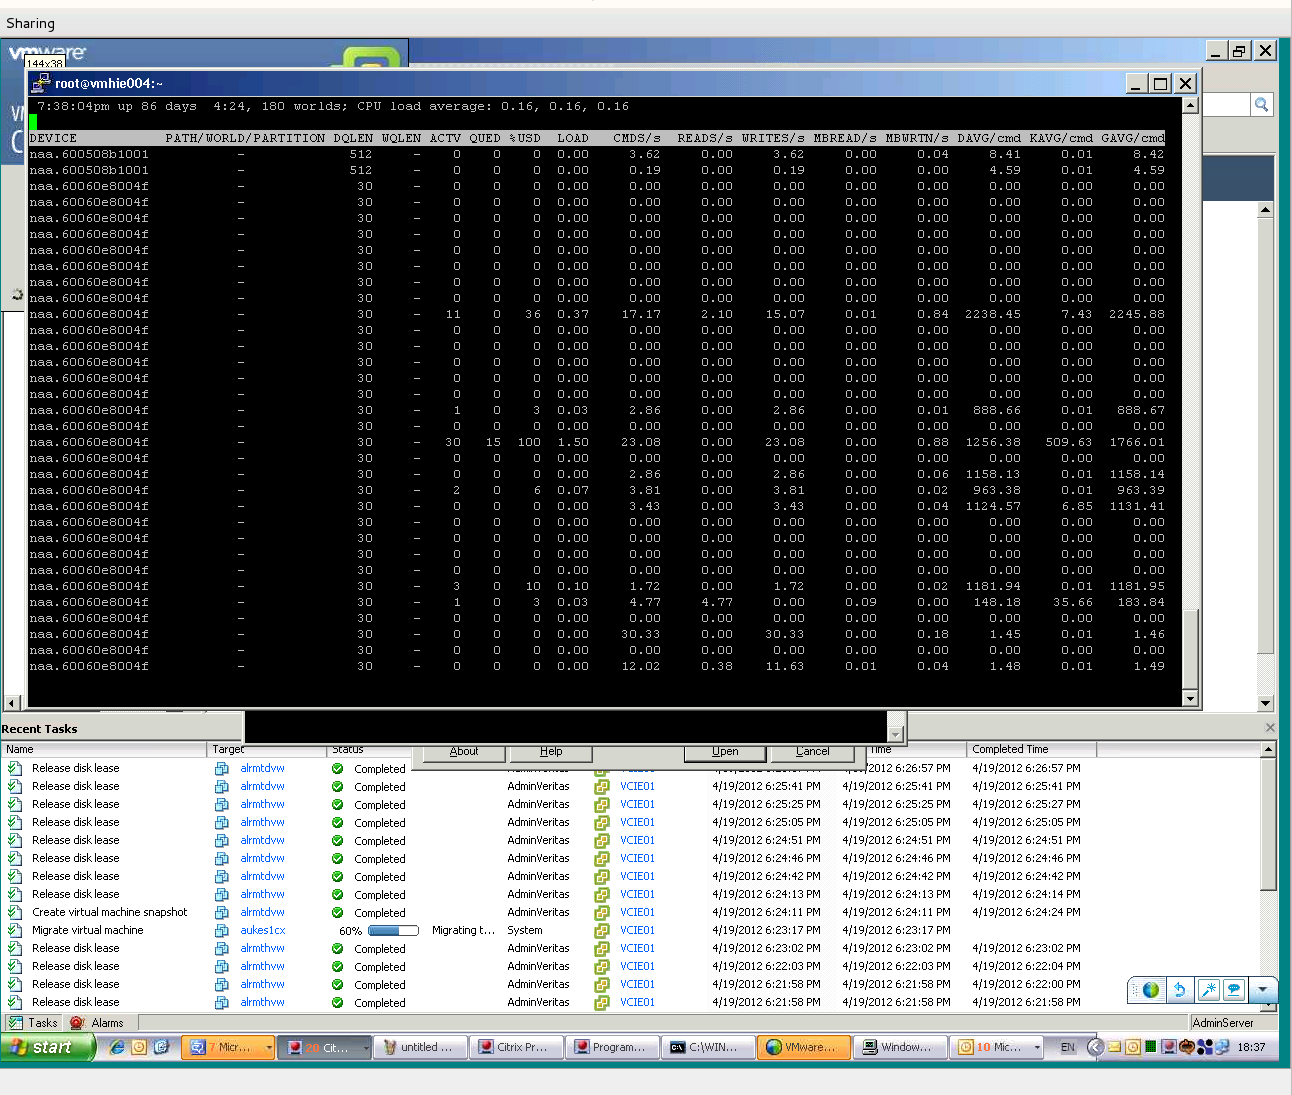 Sharing
vmware
144x38
root@vmhie004:~
7:38:04pm up 86 days 4:24, 180 worlds; CPU load average: 0.16, 0.16, 0.16
DEVICE PATH/WORLD/PARTITION DQLEN WQLEN ACTV QUED %USD LOAD CMDS/s READS/s WRITES/s MBREAD/s MBWRTN/s DAVG/cmd KAVG/cmd GAVG/cmd
naa.600508b1001 - 512 - 0 0 0 0.00 3.62 0.00 3.62 0.00 0.04 8.41 0.01 8.42
naa.600508b1001 - 512 - 0 0 0 0.00 0.19 0.00 0.19 0.00 0.00 4.59 0.01 4.59
naa.60060e8004f - 30 - 0 0 0 0.00 0.00 0.00 0.00 0.00 0.00 0.00 0.00 0.00
naa.60060e8004f - 30 - 0 0 0 0.00 0.00 0.00 0.00 0.00 0.00 0.00 0.00 0.00
naa.60060e8004f - 30 - 0 0 0 0.00 0.00 0.00 0.00 0.00 0.00 0.00 0.00 0.00
naa.60060e8004f - 30 - 0 0 0 0.00 0.00 0.00 0.00 0.00 0.00 0.00 0.00 0.00
naa.60060e8004f - 30 - 0 0 0 0.00 0.00 0.00 0.00 0.00 0.00 0.00 0.00 0.00
naa.60060e8004f - 30 - 0 0 0 0.00 0.00 0.00 0.00 0.00 0.00 0.00 0.00 0.00
naa.60060e8004f - 30 - 0 0 0 0.00 0.00 0.00 0.00 0.00 0.00 0.00 0.00 0.00
naa.60060e8004f - 30 - 0 0 0 0.00 0.00 0.00 0.00 0.00 0.00 0.00 0.00 0.00
naa.60060e8004f - 30 - 11 0 36 0.37 17.17 2.10 15.07 0.01 0.84 2238.45 7.43 2245.88
naa.60060e8004f - 30 - 0 0 0 0.00 0.00 0.00 0.00 0.00 0.00 0.00 0.00 0.00
naa.60060e8004f - 30 - 0 0 0 0.00 0.00 0.00 0.00 0.00 0.00 0.00 0.00 0.00
naa.60060e8004f - 30 - 0 0 0 0.00 0.00 0.00 0.00 0.00 0.00 0.00 0.00 0.00
naa.60060e8004f - 30 - 0 0 0 0.00 0.00 0.00 0.00 0.00 0.00 0.00 0.00 0.00
naa.60060e8004f - 30 - 0 0 0 0.00 0.00 0.00 0.00 0.00 0.00 0.00 0.00 0.00
naa.60060e8004f - 30 - 1 0 3 0.03 2.86 0.00 2.86 0.00 0.01 888.66 0.01 888.67
naa.60060e8004f - 30 - 0 0 0 0.00 0.00 0.00 0.00 0.00 0.00 0.00 0.00 0.00
naa.60060e8004f - 30 - 30 15 100 1.50 23.08 0.00 23.08 0.00 0.88 1256.38 509.63 1766.01
naa.60060e8004f - 30 - 0 0 0 0.00 0.00 0.00 0.00 0.00 0.00 0.00 0.00 0.00
naa.60060e8004f - 30 - 0 0 0 0.00 2.86 0.00 2.86 0.00 0.06 1158.13 0.01 1158.14
naa.60060e8004f - 30 - 2 0 6 0.07 3.81 0.00 3.81 0.00 0.02 963.38 0.01 963.39
naa.60060e8004f - 30 - 0 0 0 0.00 3.43 0.00 3.43 0.00 0.04 1124.57 6.85 1131.41
naa.60060e8004f - 30 - 0 0 0 0.00 0.00 0.00 0.00 0.00 0.00 0.00 0.00 0.00
naa.60060e8004f - 30 - 0 0 0 0.00 0.00 0.00 0.00 0.00 0.00 0.00 0.00 0.00
naa.60060e8004f - 30 - 0 0 0 0.00 0.00 0.00 0.00 0.00 0.00 0.00 0.00 0.00
naa.60060e8004f - 30 - 0 0 0 0.00 0.00 0.00 0.00 0.00 0.00 0.00 0.00 0.00
naa.60060e8004f - 30 - 3 0 10 0.10 1.72 0.00 1.72 0.00 0.02 1181.94 0.01 1181.95
naa.60060e8004f - 30 - 1 0 3 0.03 4.77 4.77 0.00 0.09 0.00 148.18 35.66 183.84
naa.60060e8004f - 30 - 0 0 0 0.00 0.00 0.00 0.00 0.00 0.00 0.00 0.00 0.00
naa.60060e8004f - 30 - 0 0 0 0.00 30.33 0.00 30.33 0.00 0.18 1.45 0.01 1.46
naa.60060e8004f - 30 - 0 0 0 0.00 0.00 0.00 0.00 0.00 0.00 0.00 0.00 0.00
naa.60060e8004f - 30 - 0 0 0 0.00 12.02 0.38 11.63 0.01 0.04 1.48 0.01 1.49
Recent Tasks
Name Target Status About Help Open Cancel Time Completed Time
Release disk lease alrmtdvw Completed 4/19/2012 6:26:57 PM 4/19/2012 6:26:57 PM
Release disk lease alrmtdvw Completed AdminVeritas VCIE01 4/19/2012 6:25:41 PM 4/19/2012 6:25:41 PM 4/19/2012 6:25:41 PM
Release disk lease alrmthvw Completed AdminVeritas VCIE01 4/19/2012 6:25:25 PM 4/19/2012 6:25:25 PM 4/19/2012 6:25:27 PM
Release disk lease alrmthvw Completed AdminVeritas VCIE01 4/19/2012 6:25:05 PM 4/19/2012 6:25:05 PM 4/19/2012 6:25:05 PM
Release disk lease alrmtdvw Completed AdminVeritas VCIE01 4/19/2012 6:24:51 PM 4/19/2012 6:24:51 PM 4/19/2012 6:24:51 PM
Release disk lease alrmtdvw Completed AdminVeritas VCIE01 4/19/2012 6:24:46 PM 4/19/2012 6:24:46 PM 4/19/2012 6:24:46 PM
Release disk lease alrmthvw Completed AdminVeritas VCIE01 4/19/2012 6:24:42 PM 4/19/2012 6:24:42 PM 4/19/2012 6:24:42 PM
Release disk lease alrmthvw Completed AdminVeritas VCIE01 4/19/2012 6:24:13 PM 4/19/2012 6:24:13 PM 4/19/2012 6:24:14 PM
Create virtual machine snapshot alrmtdvw Completed AdminVeritas VCIE01 4/19/2012 6:24:11 PM 4/19/2012 6:24:11 PM 4/19/2012 6:24:24 PM
Migrate virtual machine aukes1cx 60% Migrating t... System VCIE01 4/19/2012 6:23:17 PM 4/19/2012 6:23:17 PM
Release disk lease alrmthvw Completed AdminVeritas VCIE01 4/19/2012 6:23:02 PM 4/19/2012 6:23:02 PM 4/19/2012 6:23:02 PM
Release disk lease alrmthvw Completed AdminVeritas VCIE01 4/19/2012 6:22:03 PM 4/19/2012 6:22:03 PM 4/19/2012 6:22:04 PM
Release disk lease alrmthvw Completed AdminVeritas VCIE01 4/19/2012 6:21:58 PM 4/19/2012 6:21:58 PM 4/19/2012 6:22:00 PM
Release disk lease alrmthvw Completed AdminVeritas VCIE01 4/19/2012 6:21:58 PM 4/19/2012 6:21:58 PM 4/19/2012 6:21:58 PM
Tasks Alarms AdminServer
start 7 Micr... 20 Cit... untitled ... Citrix Pr... Program... C:\WIN... VMware... Window... 10 Mic... EN 18:37